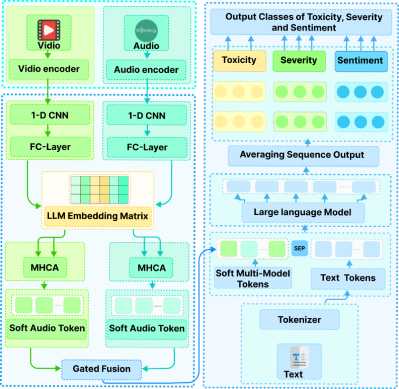 Vidio
Audio
Vidio encoder
Audio encoder
1-D CNN
1-D CNN
FC-Layer
FC-Layer
LLM Embedding Matrix
MHCA
MHCA
Soft Audio Token
Soft Audio Token
Gated Fusion
Output Classes of Toxicity, Severity
and Sentiment
Toxicity
Severity
Sentiment
Averaging Sequence Output
Large language Model
SEP
Soft Multi-Model
Tokens
Text Tokens
Tokenizer
Text